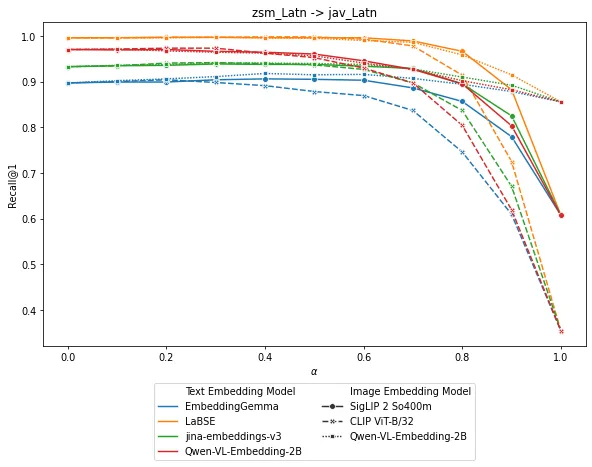 zsm_Latn -> jav_Latn
Recall@1
1.0
0.9
0.8
0.7
0.6
0.5
0.4
0.0 0.2 0.4 0.6 0.8 1.0
α
Text Embedding Model Image Embedding Model
EmbeddingGemma SigLIP 2 So400m
LaBSE CLIP ViT-B/32
jina-embeddings-v3 Qwen-VL-Embedding-2B
Qwen-VL-Embedding-2B